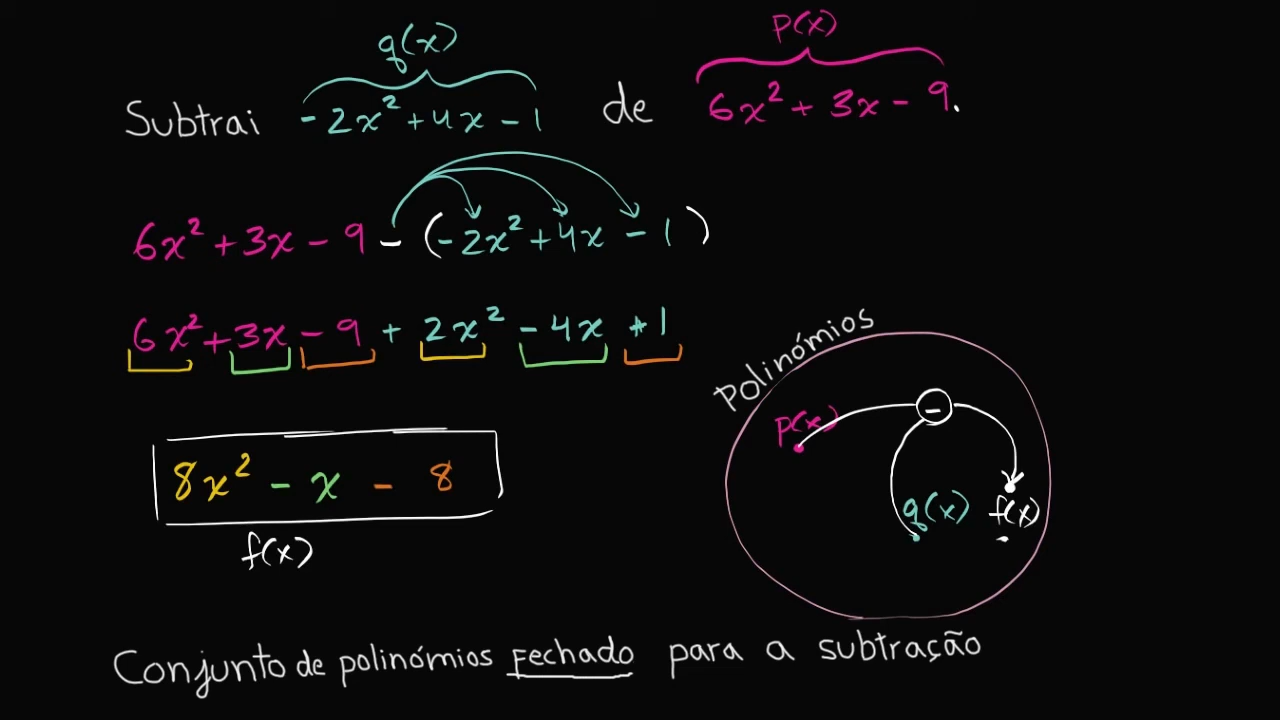 q(x) p(x)
Subtrai -2x² + 4x - 1 de 6x² + 3x - 9.
6x² + 3x - 9 - (-2x² + 4x - 1)
6x² + 3x - 9 + 2x² - 4x + 1
8x² - x - 8
f(x)
Polinómios
-
p(x)
q(x) f(x)
Conjunto de polinómios Fechado para a subtração